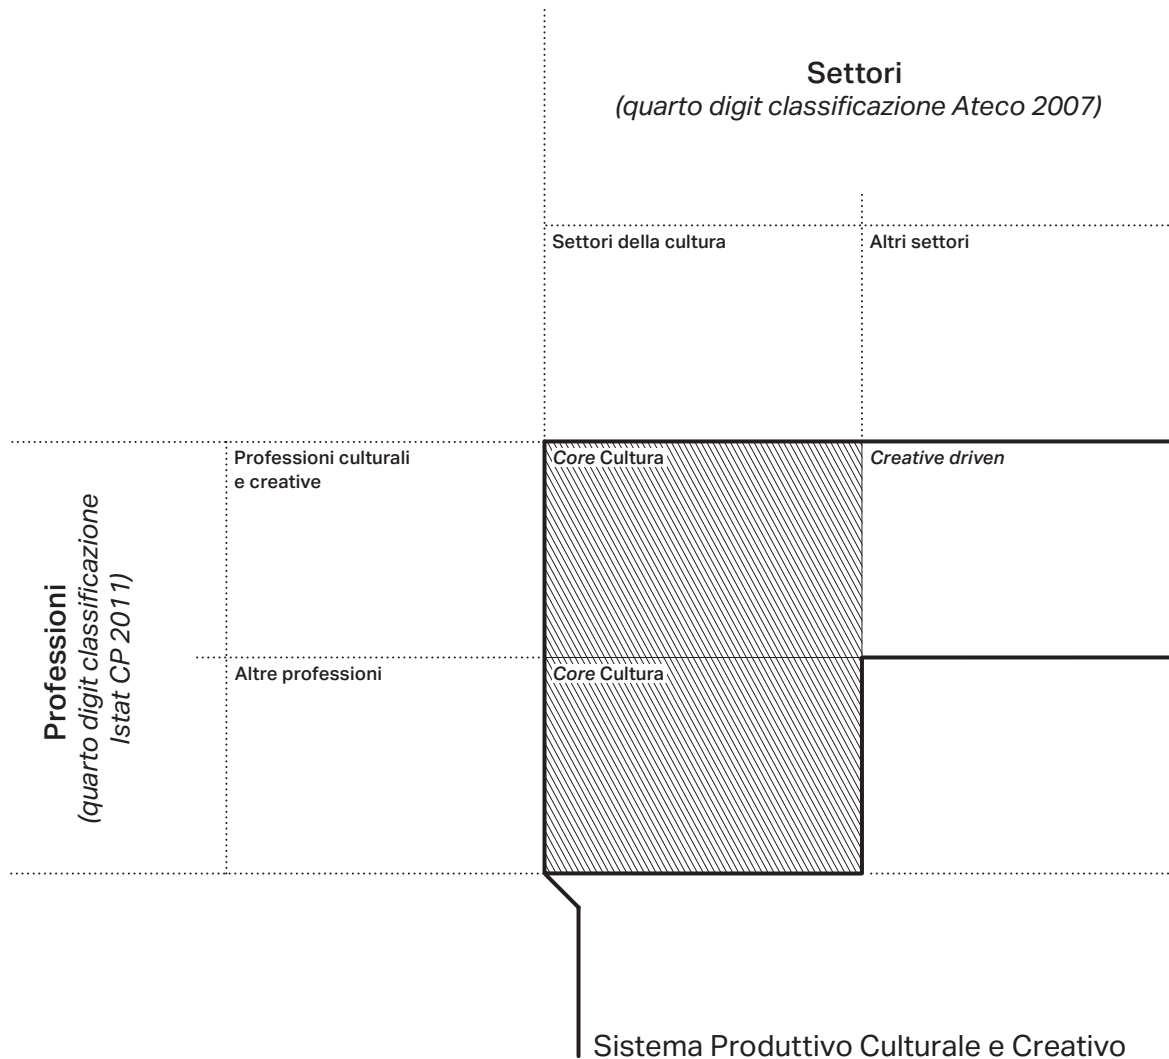 Settori
(quarto digit classificazione Ateco 2007)
Settori della cultura
Altri settori
Professioni
(quarto digit classificazione
Istat CP 2011)
Professioni culturali
e creative
Core Cultura
Creative driven
Altre professioni
Core Cultura
Sistema Produttivo Culturale e Creativo